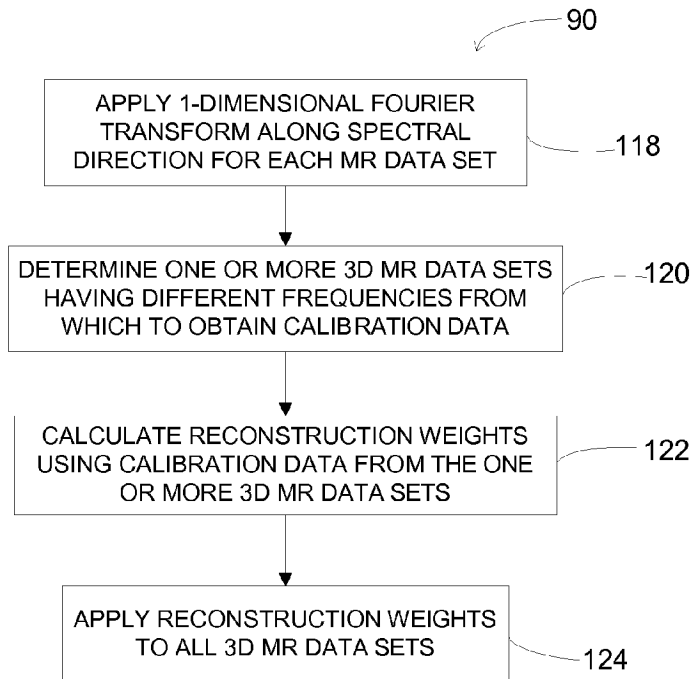 90
APPLY 1-DIMENSIONAL FOURIER
TRANSFORM ALONG SPECTRAL
DIRECTION FOR EACH MR DATA SET
118
DETERMINE ONE OR MORE 3D MR DATA SETS
HAVING DIFFERENT FREQUENCIES FROM
WHICH TO OBTAIN CALIBRATION DATA
120
CALCULATE RECONSTRUCTION WEIGHTS
USING CALIBRATION DATA FROM THE ONE
OR MORE 3D MR DATA SETS
122
APPLY RECONSTRUCTION WEIGHTS
TO ALL 3D MR DATA SETS
124